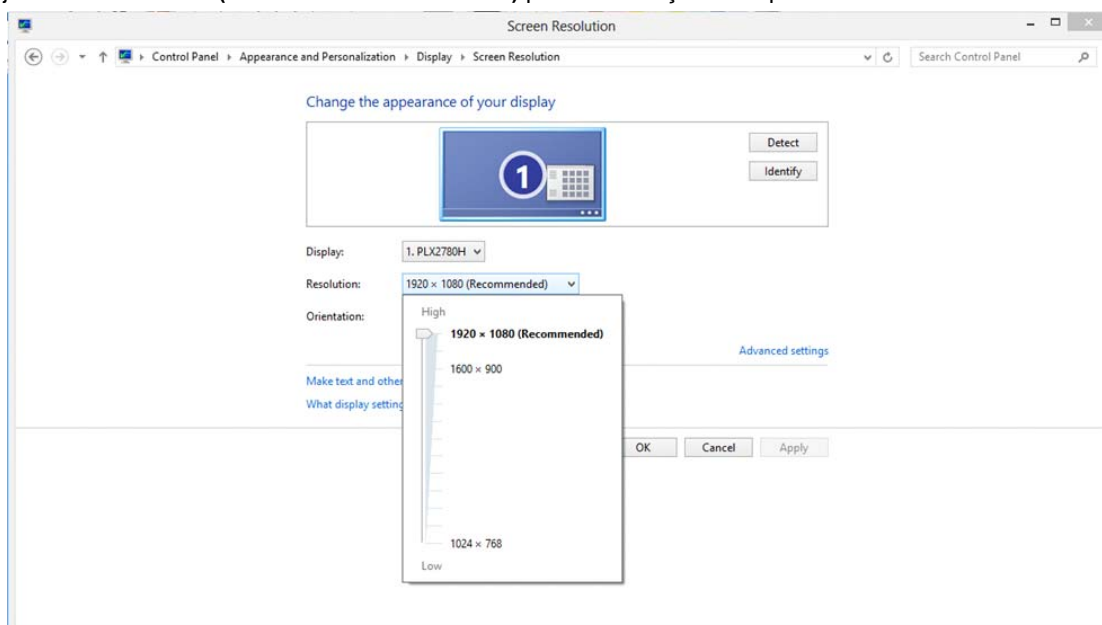 Screen Resolution
Control Panel Appearance and Personalization Display Screen Resolution
Search Control Panel
Change the appearance of your display
1
Detect
Identify
Display: 1. PLX2780H
Resolution: 1920 × 1080 (Recommended)
Orientation:
High
1920 × 1080 (Recommended)
1600 × 900
1024 × 768
Low
Advanced settings
Make text and other
What display
OK Cancel Apply